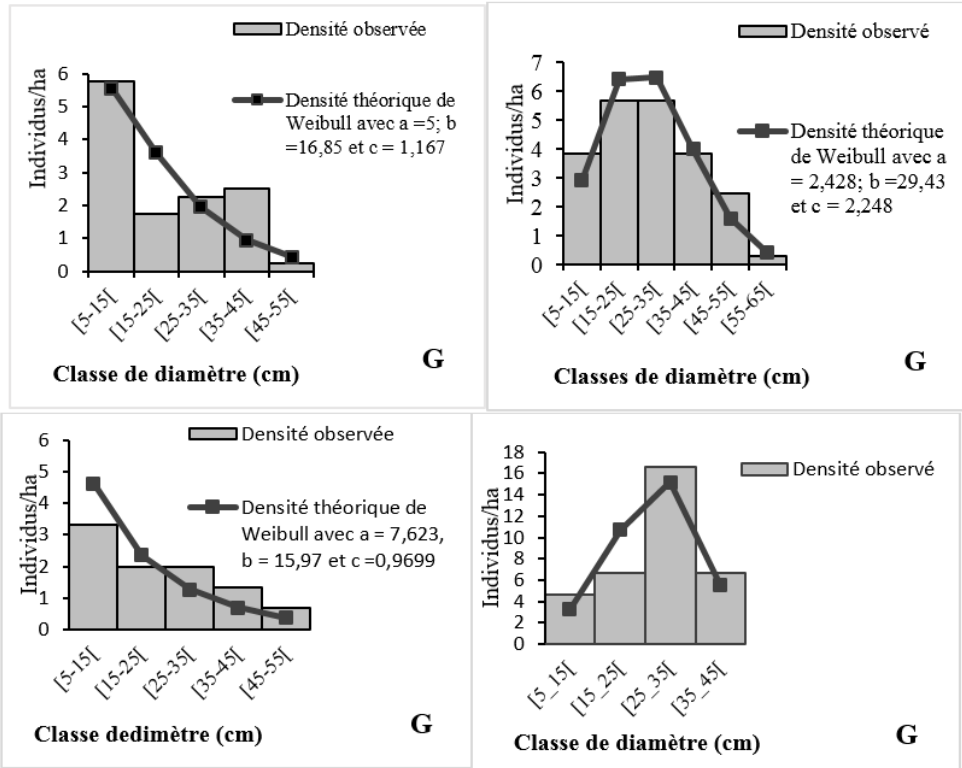 Densité observée
Densité théorique de
Weibull avec a =5; b
=16,85 et c = 1,167
Individus/ha
6
5
4
3
2
1
0
[5-15[
[15-25[
[25-35[
[35-45[
[45-55[
Classe de diamètre (cm)
G
Densité observé
Densité théorique
de Weibull avec a
= 2,428; b =29,43
et c = 2,248
Individus/ha
7
6
5
4
3
2
1
0
[5-15[
[15-25[
[25-35[
[35-45[
[45-55[
[55-65[
Classes de diamètre (cm)
G
Densité observée
Densité théorique de
Weibull avec a = 7,623,
b = 15,97 et c =0,9699
Individus/ha
6
5
4
3
2
1
0
[5-15[
[15-25[
[25-35[
[35-45[
[45-55[
Classe dedimètre (cm)
G
Densité observé
Individus/ha
18
16
14
12
10
8
6
4
2
0
[5_15[
[15_25[
[25_35[
[35_45[
Classe de diamètre (cm)
G